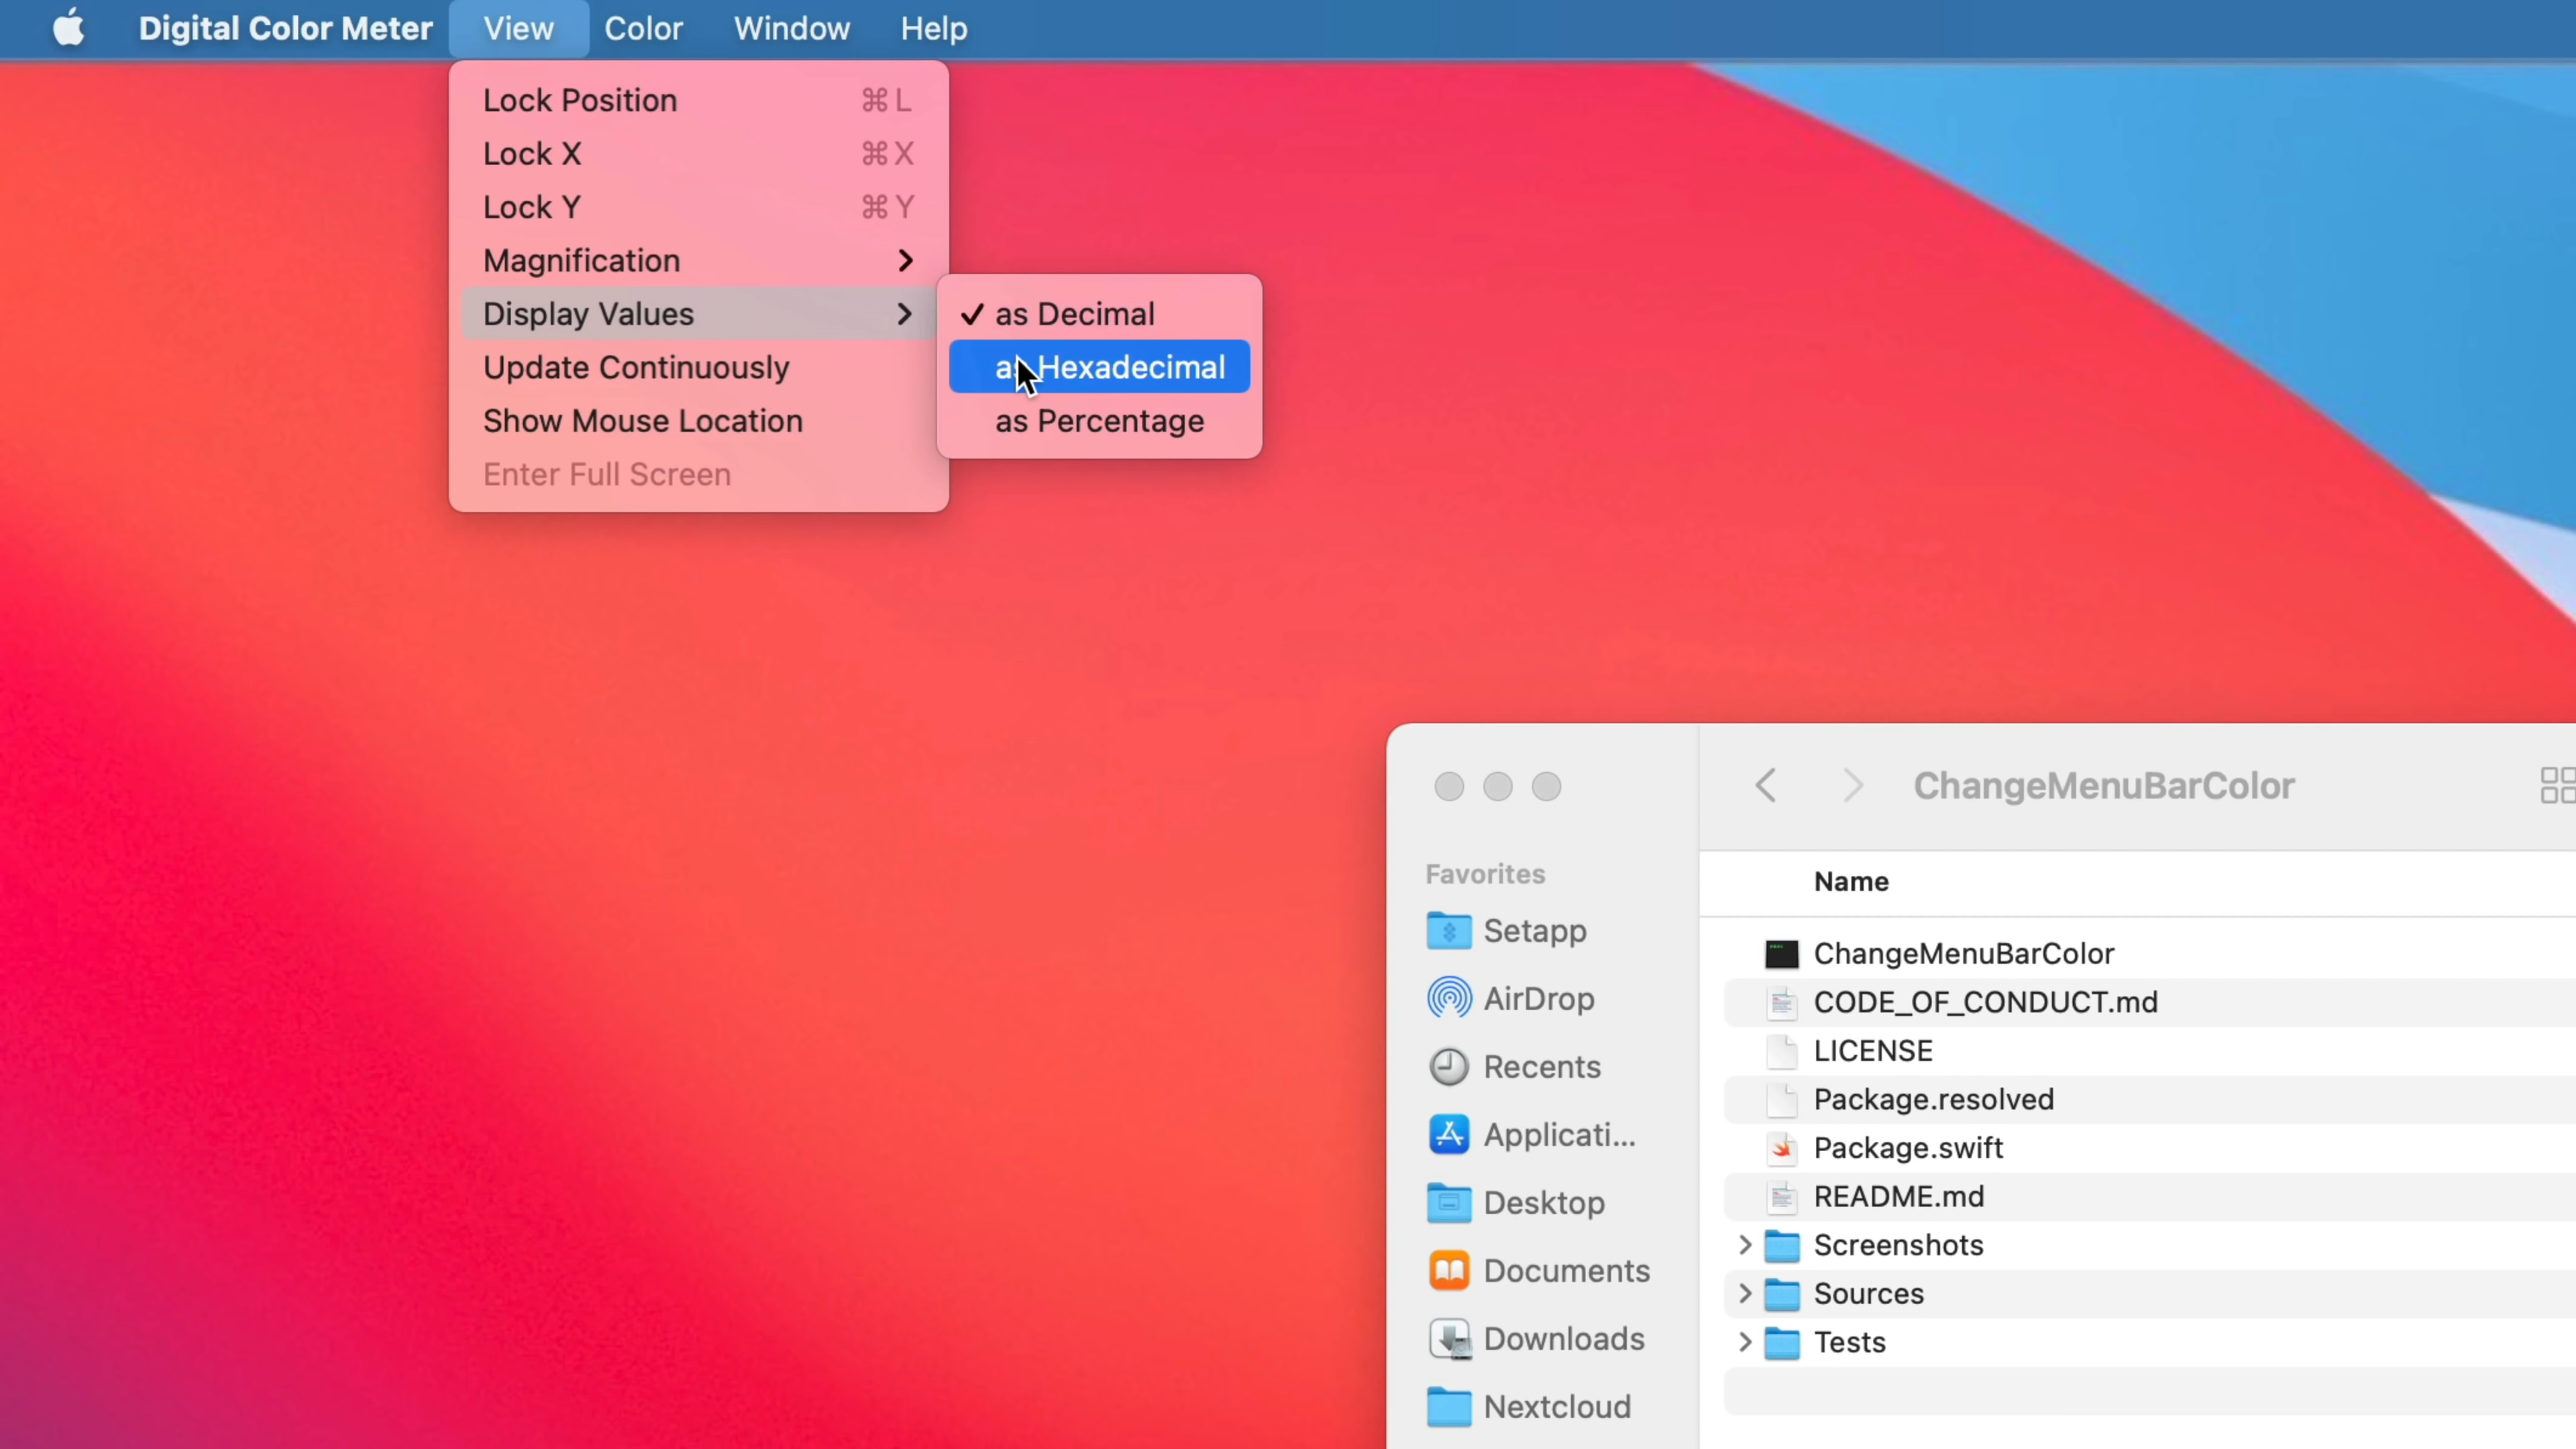 Digital Color Meter View Color Window Help
Lock Position ⌘L
Lock X ⌘X
Lock Y ⌘Y
Magnification
Display Values
Update Continuously
Show Mouse Location
Enter Full Screen
✓ as Decimal
as Hexadecimal
as Percentage
ChangeMenuBarColor
Favorites
Setapp
AirDrop
Recents
Applicati...
Desktop
Documents
Downloads
Nextcloud
Name
ChangeMenuBarColor
CODE_OF_CONDUCT.md
LICENSE
Package.resolved
Package.swift
README.md
Screenshots
Sources
Tests